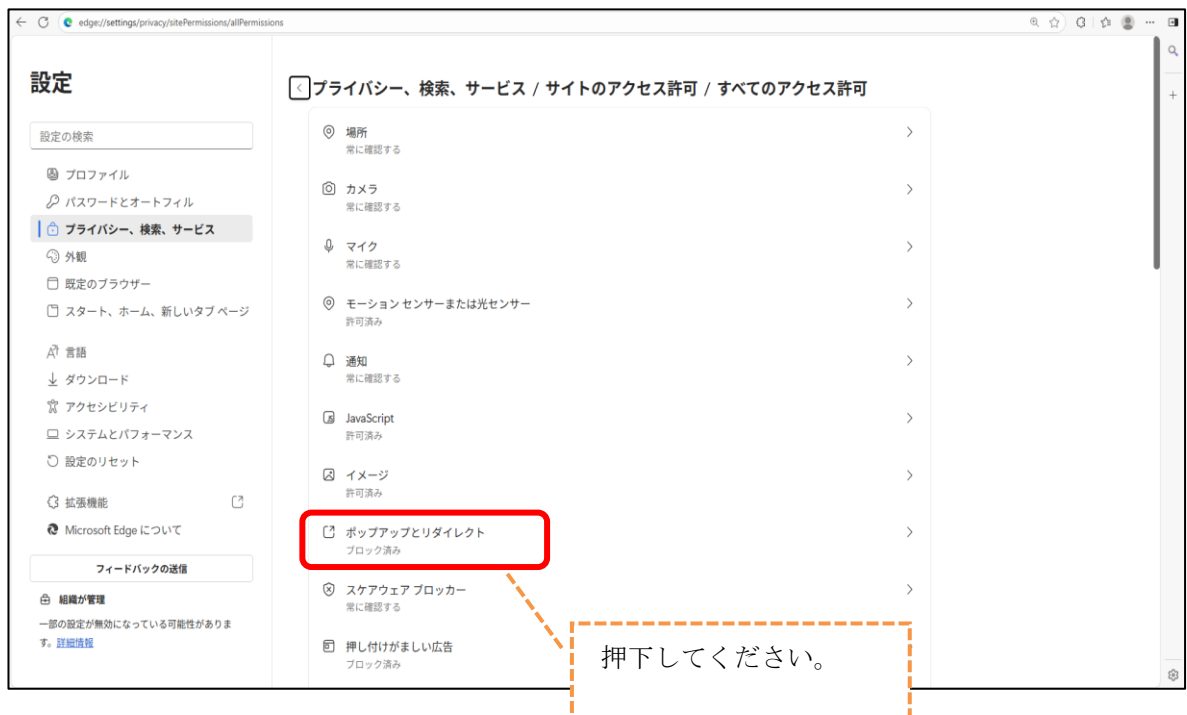 edge://settings/privacy/sitePermissions/allPermissions
設定
設定の検索
プロファイル
パスワードとオートフィル
プライバシー、検索、サービス
外観
既定のブラウザー
スタート、ホーム、新しいタブ ページ
言語
ダウンロード
アクセシビリティ
システムとパフォーマンス
設定のリセット
拡張機能
Microsoft Edge について
フィードバックの送信
組織が管理
一部の設定が無効になっている可能性がありま
す。詳細情報
プライバシー、検索、サービス / サイトのアクセス許可 / すべてのアクセス許可
場所
常に確認する
カメラ
常に確認する
マイク
常に確認する
モーション センサーまたは光センサー
許可済み
通知
常に確認する
JavaScript
許可済み
イメージ
許可済み
ポップアップとリダイレクト
ブロック済み
スケアウェア ブロッカー
常に確認する
押し付けがましい広告
ブロック済み
押下してください。